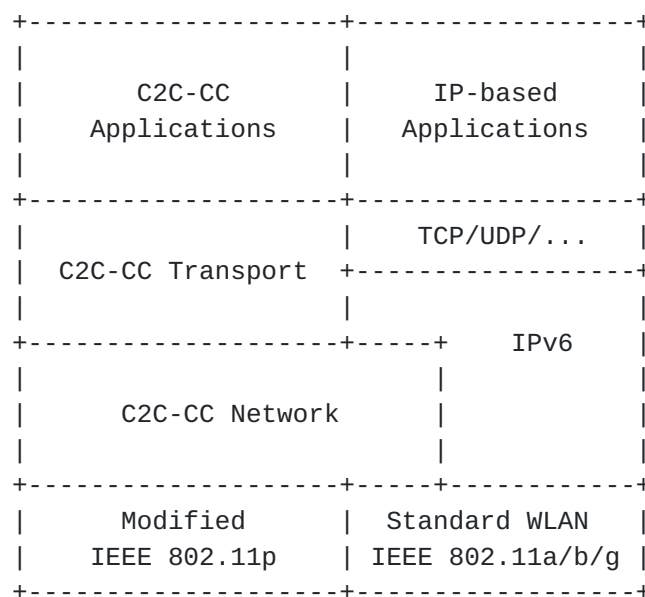 C2C-CC IP-based
Applications Applications
TCP/UDP/...
C2C-CC Transport
IPv6
C2C-CC Network
Modified Standard WLAN
IEEE 802.11p IEEE 802.11a/b/g